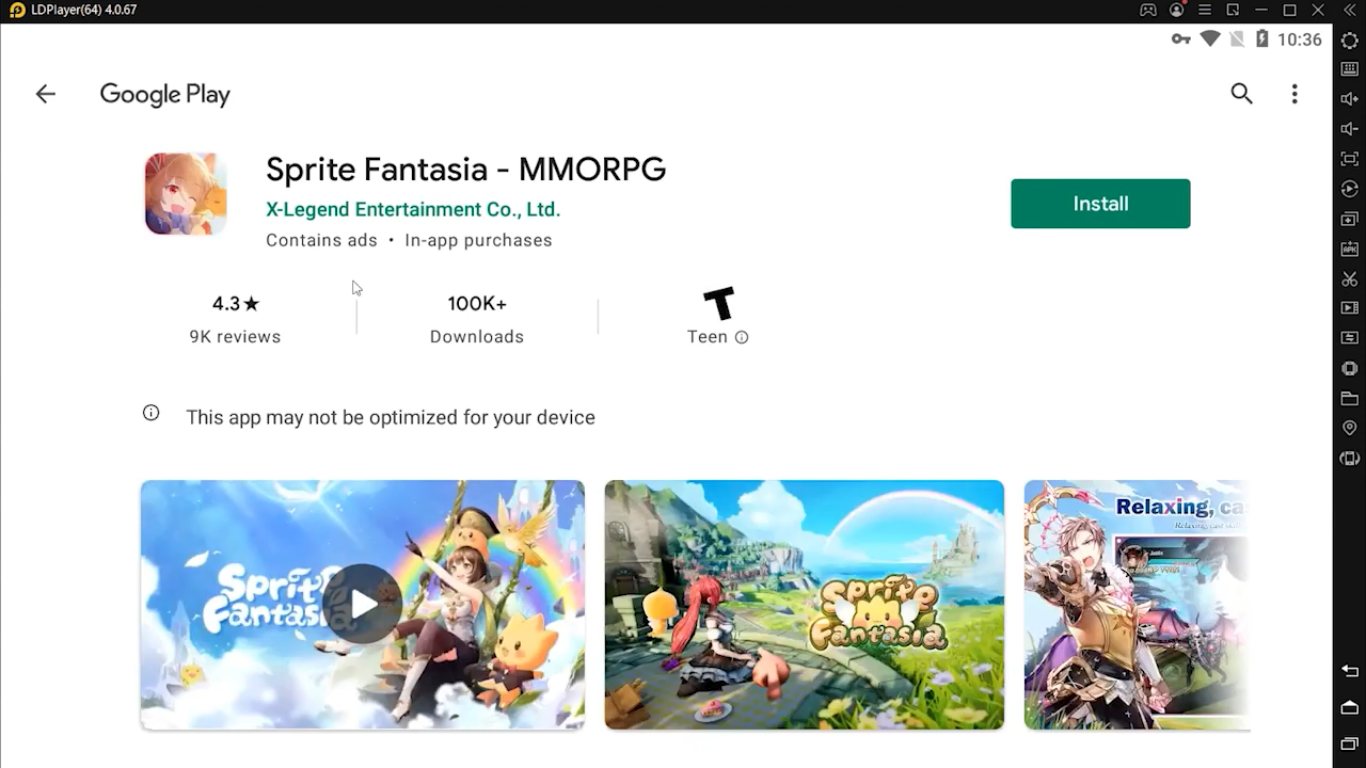 LDPlayer(64) 4.0.67
10:36
Google Play
Sprite Fantasia - MMORPG
X-Legend Entertainment Co., Ltd.
Install
Contains ads • In-app purchases
4.3★
9K reviews
100K+
Downloads
T
Teen
This app may not be optimized for your device
Sprite
Fantasia
Sprite
Fantasia
Relaxing,
APK